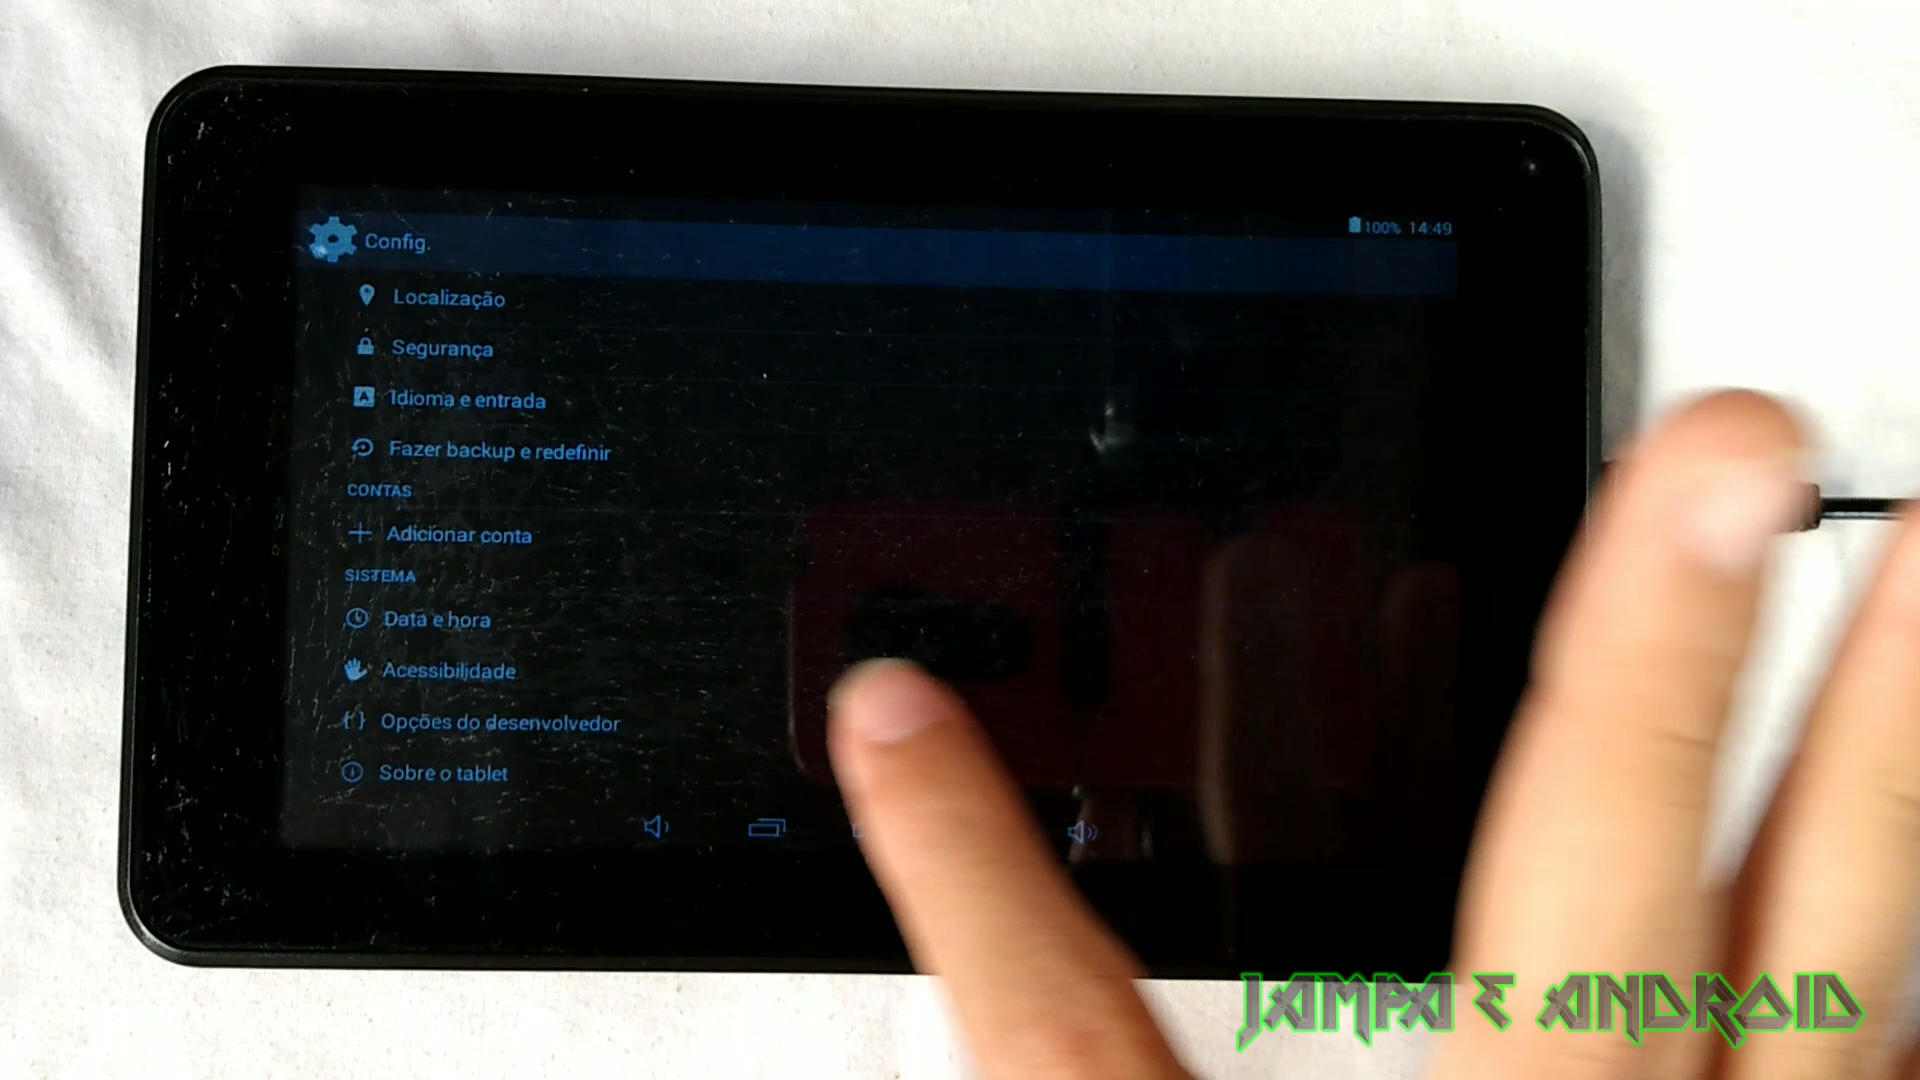 Config.
100% 14:49
Localização
Segurança
Idioma e entrada
Fazer backup e redefinir
CONTAS
Adicionar conta
SISTEMA
Data e hora
Acessibilidade
{ } Opções do desenvolvedor
Sobre o tablet
JAMPA E ANDROID